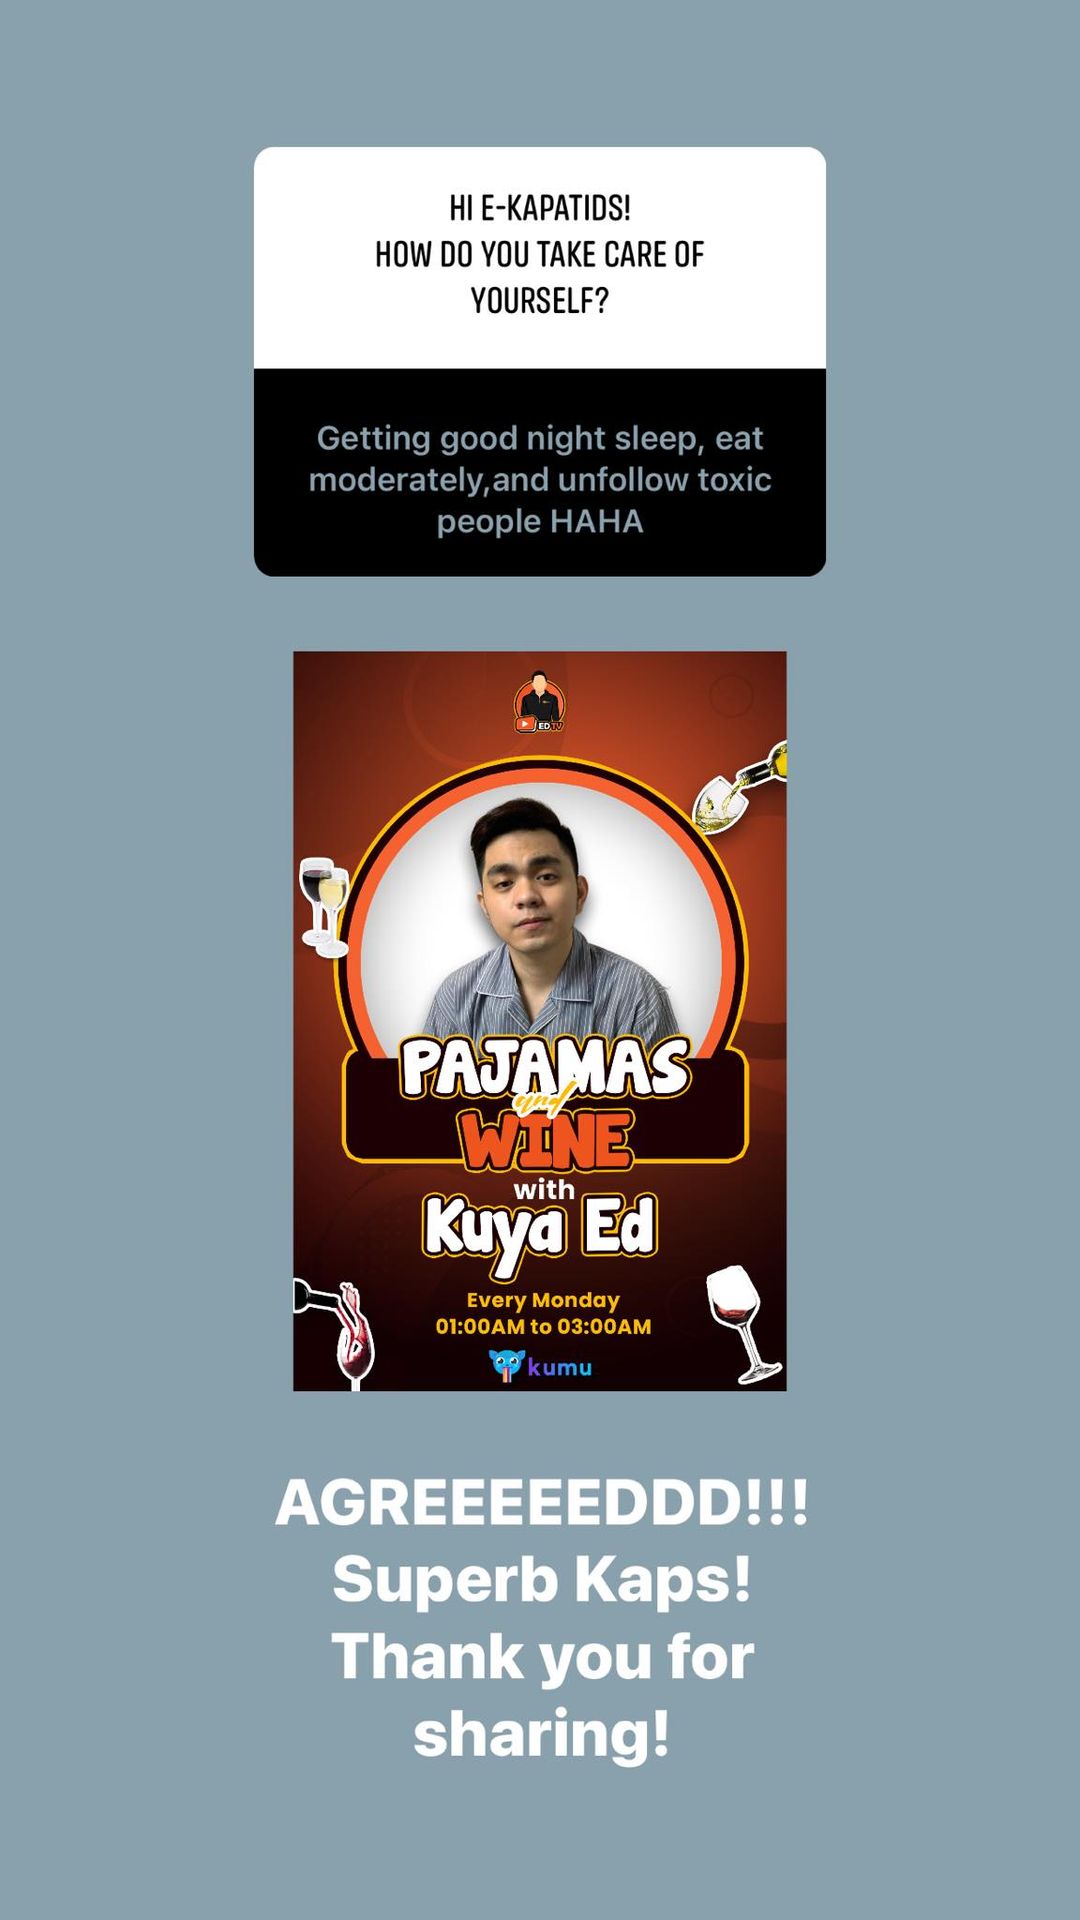 HI E-KAPATIDS!
HOW DO YOU TAKE CARE OF
YOURSELF?
Getting good night sleep, eat
moderately,and unfollow toxic
people HAHA
EDTV
PAJAMAS
and
WINE
with
Kuya Ed
Every Monday
01:00AM to 03:00AM
kumu
AGREEEEEDDD!!!
Superb Kaps!
Thank you for
sharing!